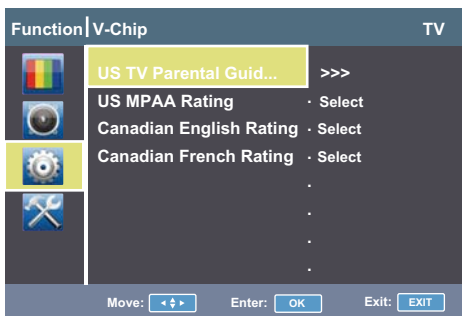 Function V-Chip TV
US TV Parental Guid... >>>
US MPAA Rating · Select
Canadian English Rating · Select
Canadian French Rating · Select
·
·
·
·
Move: Enter: OK Exit: EXIT